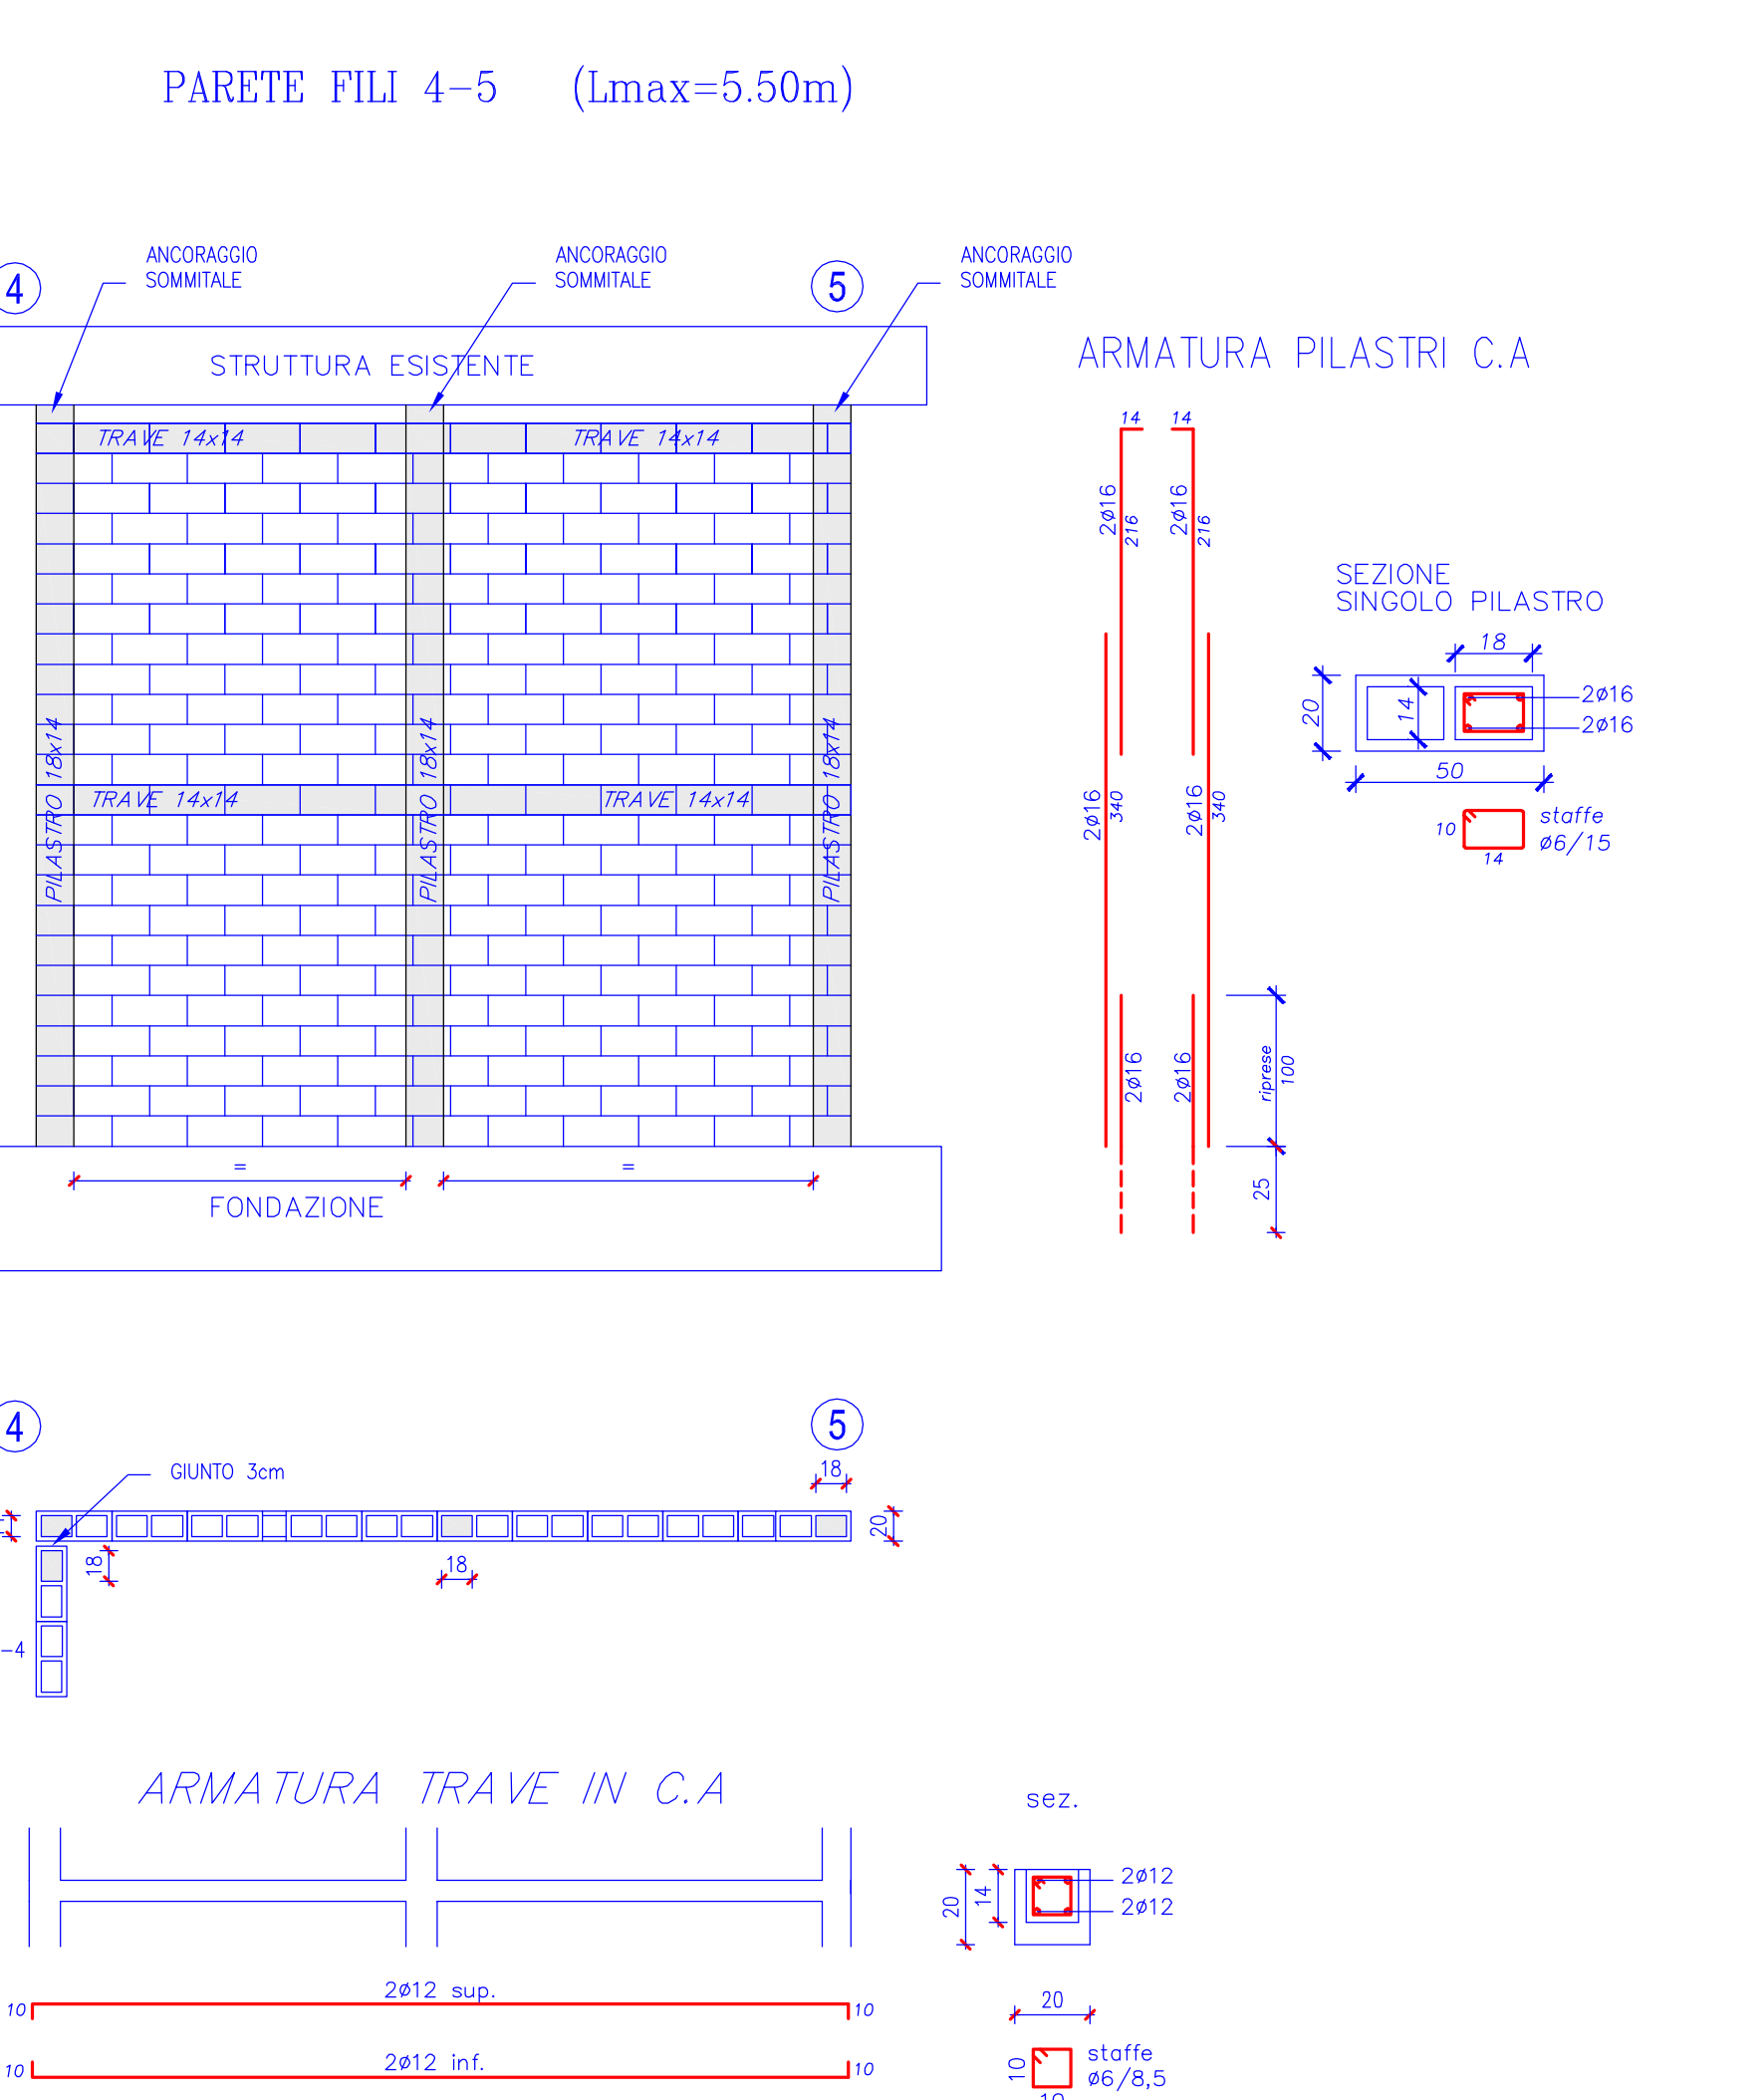 PARETE FILI 4-5 (Lmax=5.50m)
ANCORAGGIO
SOMMITALE
ANCORAGGIO
SOMMITALE
ANCORAGGIO
SOMMITALE
4
5
STRUTTURA ESISTENTE
TRAVE 14x14
TRAVE 14x14
PILASTRO 18x14
PILASTRO 18x14
PILASTRO 18x14
TRAVE 14x14
TRAVE 14x14
=
=
FONDAZIONE
ARMATURA PILASTRI C.A
14
14
2ø16
216
2ø16
216
2ø16
340
2ø16
340
2ø16
2ø16
riprese
100
25
SEZIONE
SINGOLO PILASTRO
18
20
14
2ø16
2ø16
50
10
14
staffe
ø6/15
4
5
GIUNTO 3cm
18
20
18
18
-4
ARMATURA TRAVE IN C.A
sez.
20
14
2ø12
2ø12
2ø12 sup.
10
10
2ø12 inf.
10
10
20
10
staffe
ø6/8,5